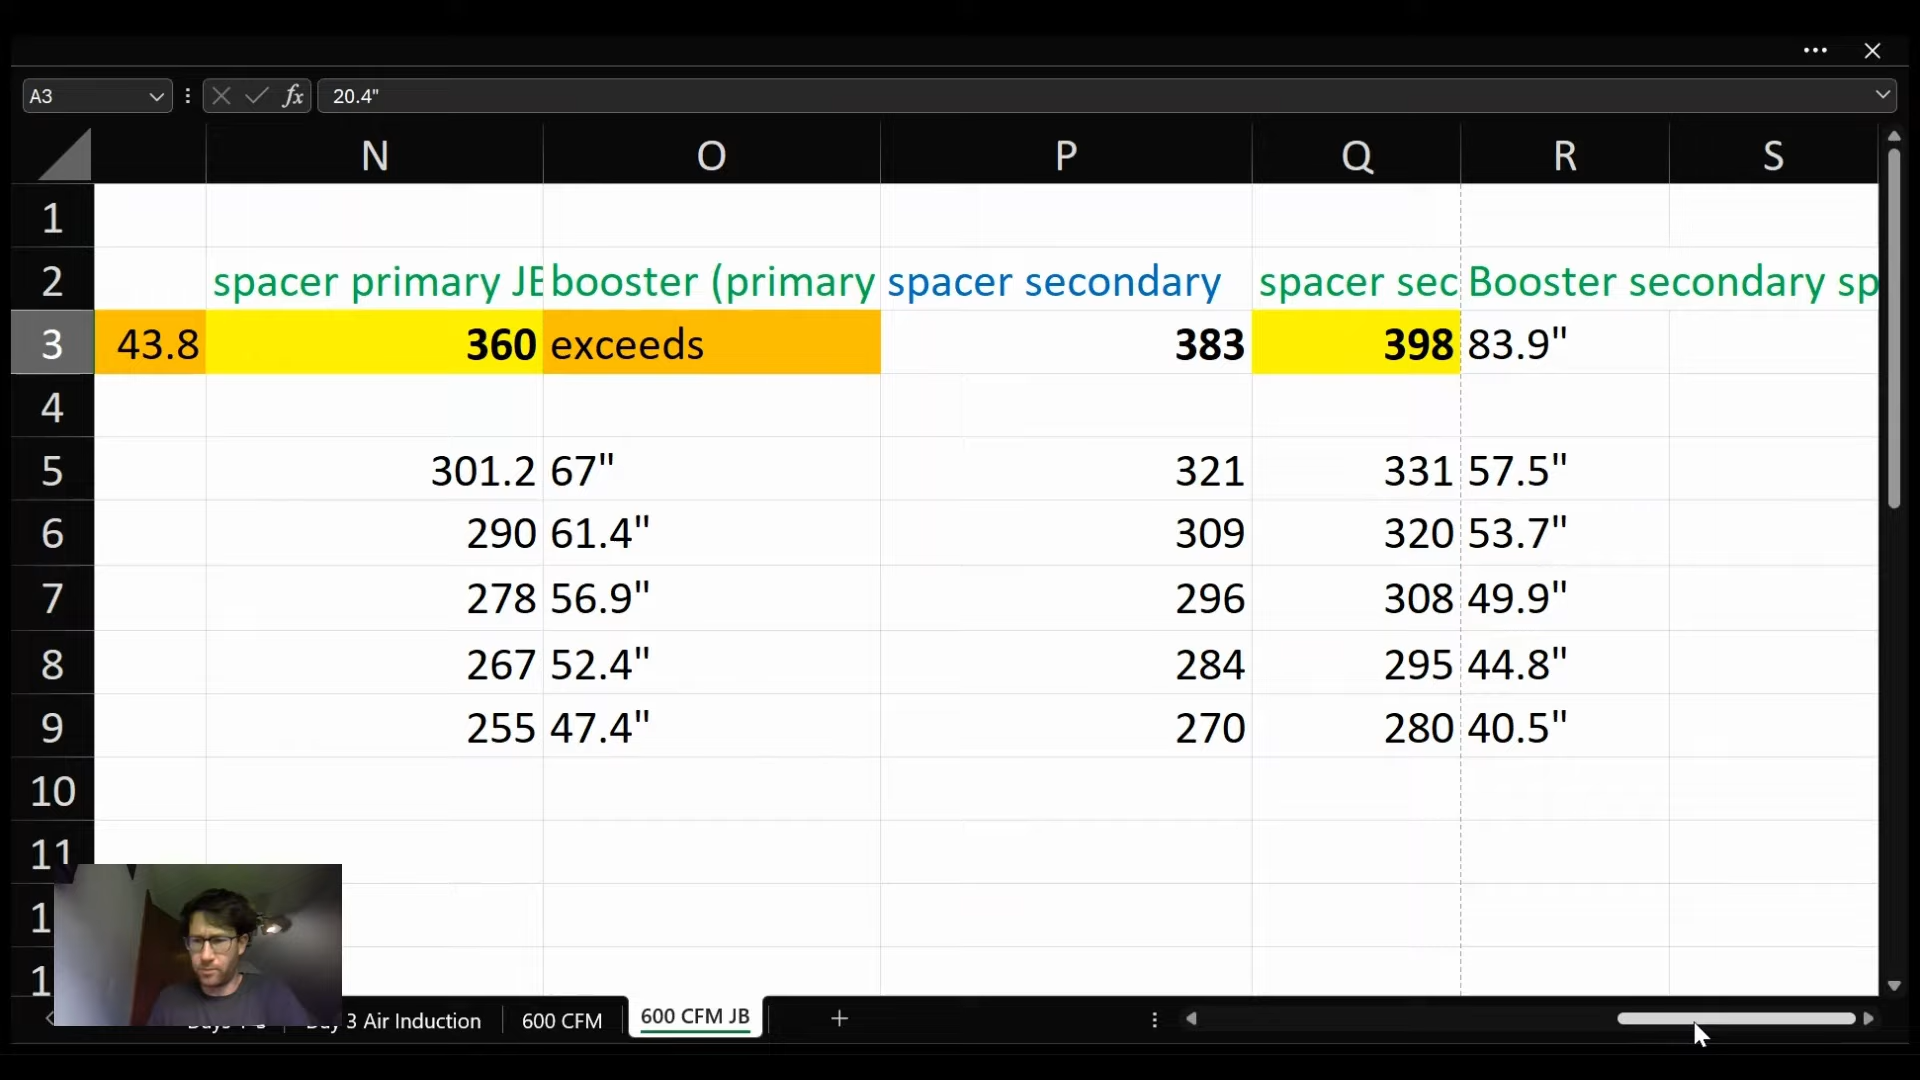 A3 fx 20.4"
N O P Q R S
1
2 spacer primary JB booster (primary spacer secondary spacer sec Booster secondary sp
3 43.8 360 exceeds 383 398 83.9"
4
5 301.2 67" 321 331 57.5"
6 290 61.4" 309 320 53.7"
7 278 56.9" 296 308 49.9"
8 267 52.4" 284 295 44.8"
9 255 47.4" 270 280 40.5"
10
11
1
1
3 Air Induction 600 CFM 600 CFM JB +